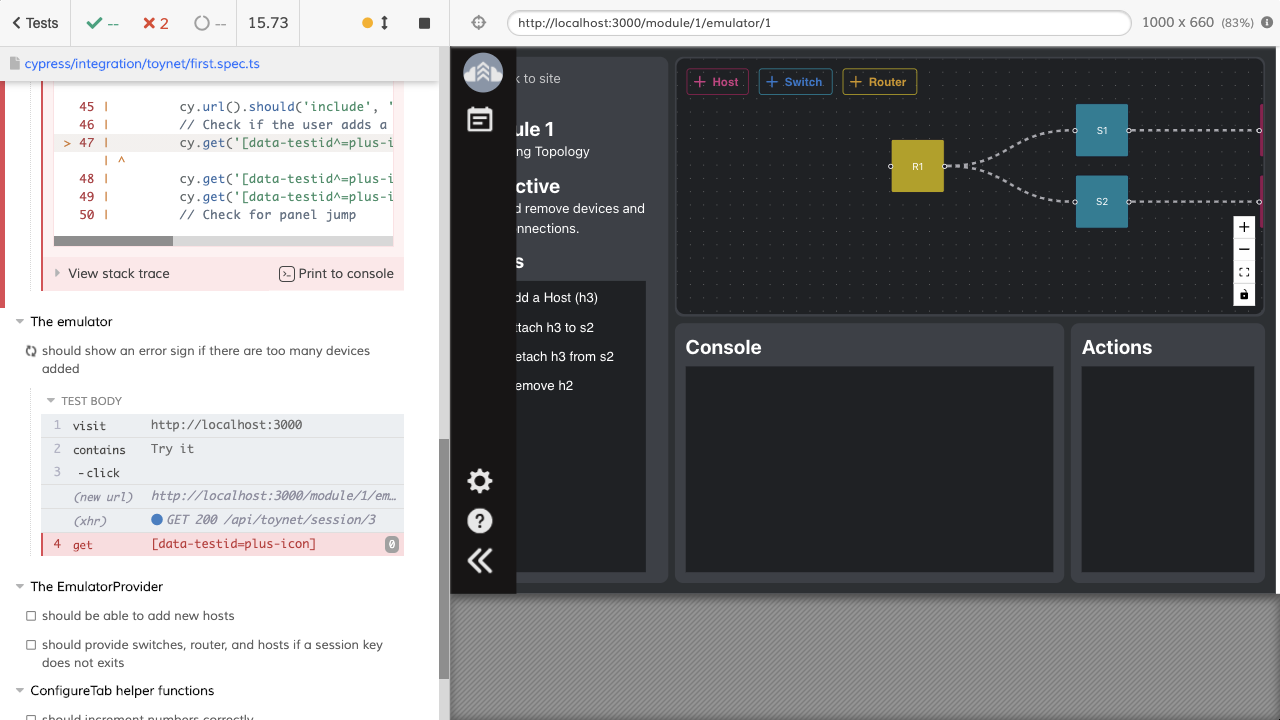 Tests
--
2
--
15.73
http://localhost:3000/module/1/emulator/1
1000 x 660 (83%)
cypress/integration/toynet/first.spec.ts
45 | cy.url().should('include', '
46 | // Check if the user adds a
> 47 | cy.get('[data-testid^=plus-i
| ^
48 | cy.get('[data-testid^=plus-i
49 | cy.get('[data-testid^=plus-i
50 | // Check for panel jump
View stack trace
Print to console
The emulator
should show an error sign if there are too many devices
added
TEST BODY
1 visit http://localhost:3000
2 contains Try it
3 -click
(new url) http://localhost:3000/module/1/em…
(xhr) GET 200 /api/toynet/session/3
4 get [data-testid=plus-icon] 0
The EmulatorProvider
should be able to add new hosts
should provide switches, router, and hosts if a session key
does not exits
ConfigureTab helper functions
should increment numbers correctly
k to site
ule 1
ng Topology
ctive
d remove devices and
onnections.
s
dd a Host (h3)
ttach h3 to s2
etach h3 from s2
emove h2
+ Host
+ Switch
+ Router
R1
S1
S2
Console
Actions